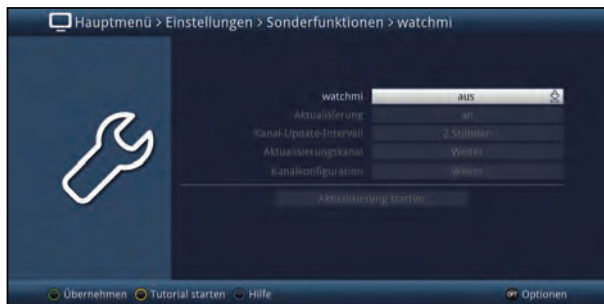 Hauptmenü > Einstellungen > Sonderfunktionen > watchmi
watchmi aus
Aktualisierung an
Kanal-Update-Intervall 2 Stunden
Aktualisierungskanal Weiter
Kanalkonfiguration Weiter
Aktualisierung starten
Übernehmen Tutorial starten Hilfe OPT Optionen